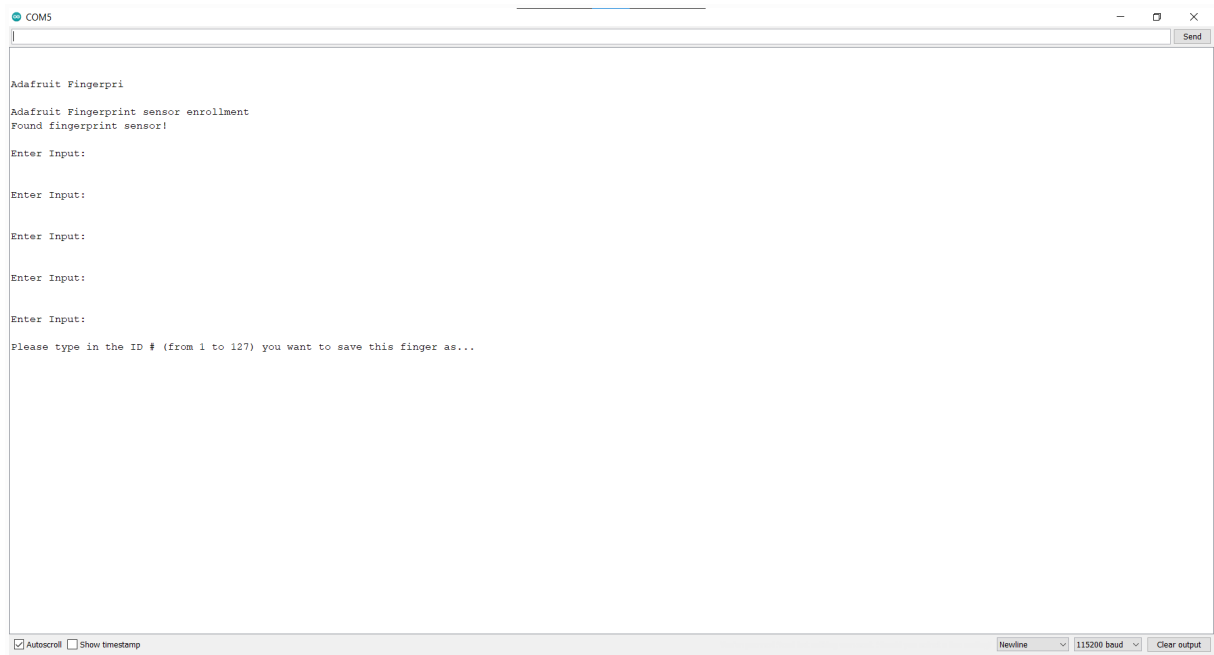 COM5
Send
Adafruit Fingerpri
Adafruit Fingerprint sensor enrollment
Found fingerprint sensor!
Enter Input:
Enter Input:
Enter Input:
Enter Input:
Enter Input:
Please type in the ID # (from 1 to 127) you want to save this finger as...
Autoscroll Show timestamp Newline 115200 baud Clear output